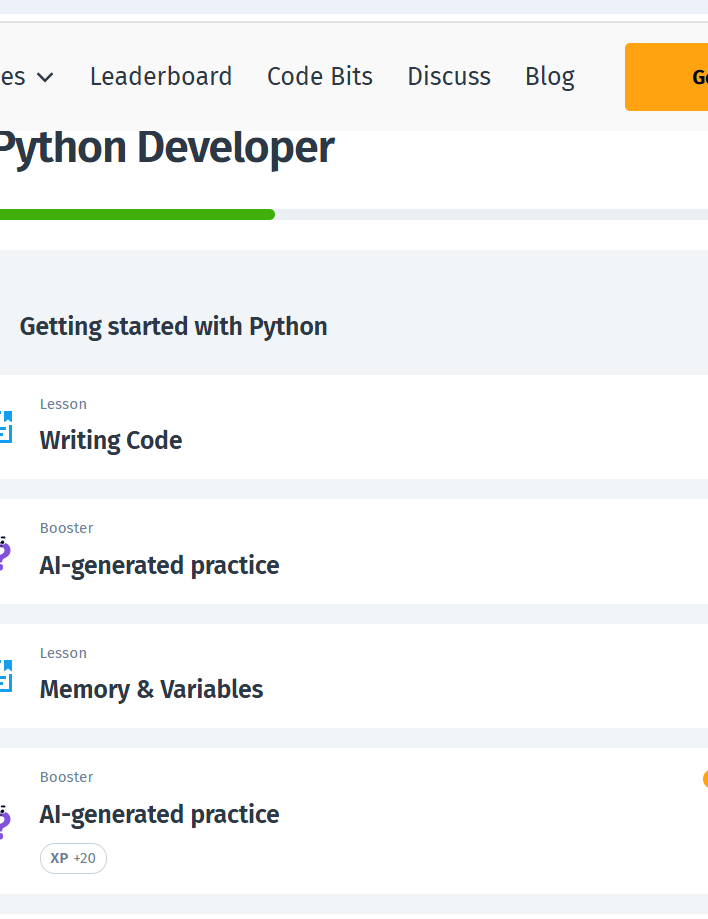 es
Leaderboard
Code Bits
Discuss
Blog
Python Developer
Getting started with Python
Lesson
Writing Code
Booster
AI-generated practice
Lesson
Memory & Variables
Booster
AI-generated practice
XP +20